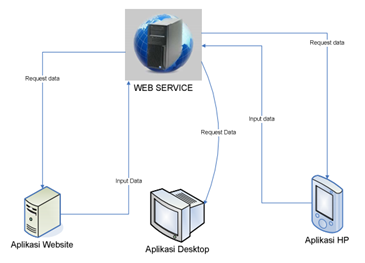 Request data
Request data
WEB SERVICE
Input data
Request Data
Input Data
Aplikasi Website
Aplikasi Desktop
Aplikasi HP